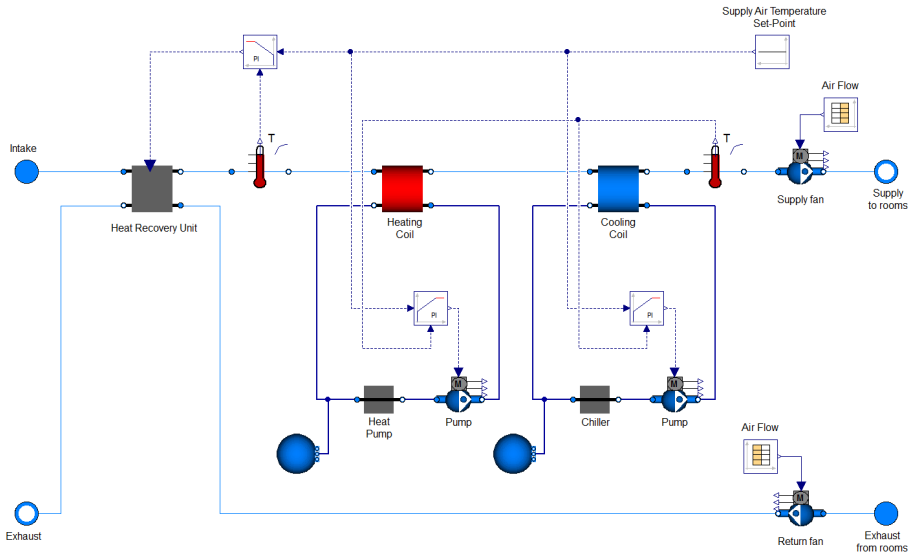 Supply Air Temperature
Set-Point
PI
Air Flow
T
T
M
Intake
Supply
to rooms
Supply fan
Heat Recovery Unit
Heating
Coil
Cooling
Coil
PI
PI
M
M
Heat
Pump
Pump
Chiller
Pump
Air Flow
M
Exhaust
Return fan
Exhaust
from rooms